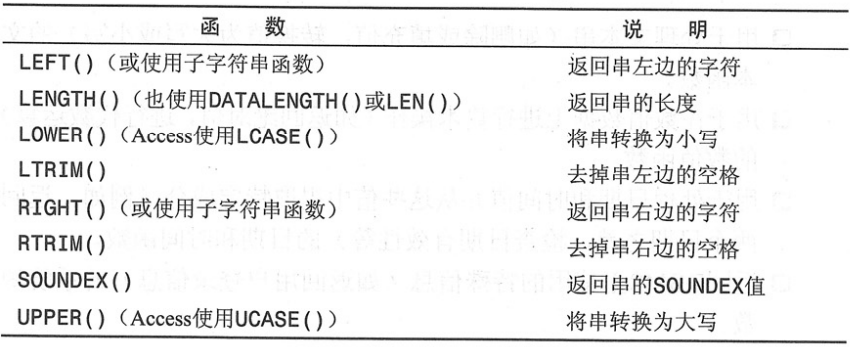 函 数 说 明
LEFT()（或使用子字符串函数） 返回串左边的字符
LENGTH()（也使用DATALENGTH()或LEN()） 返回串的长度
LOWER()（Access使用LCASE()） 将串转换为小写
LTRIM() 去掉串左边的空格
RIGHT()（或使用子字符串函数） 返回串右边的字符
RTRIM() 去掉串右边的空格
SOUNDEX() 返回串的SOUNDEX值
UPPER()（Access使用UCASE()） 将串转换为大写